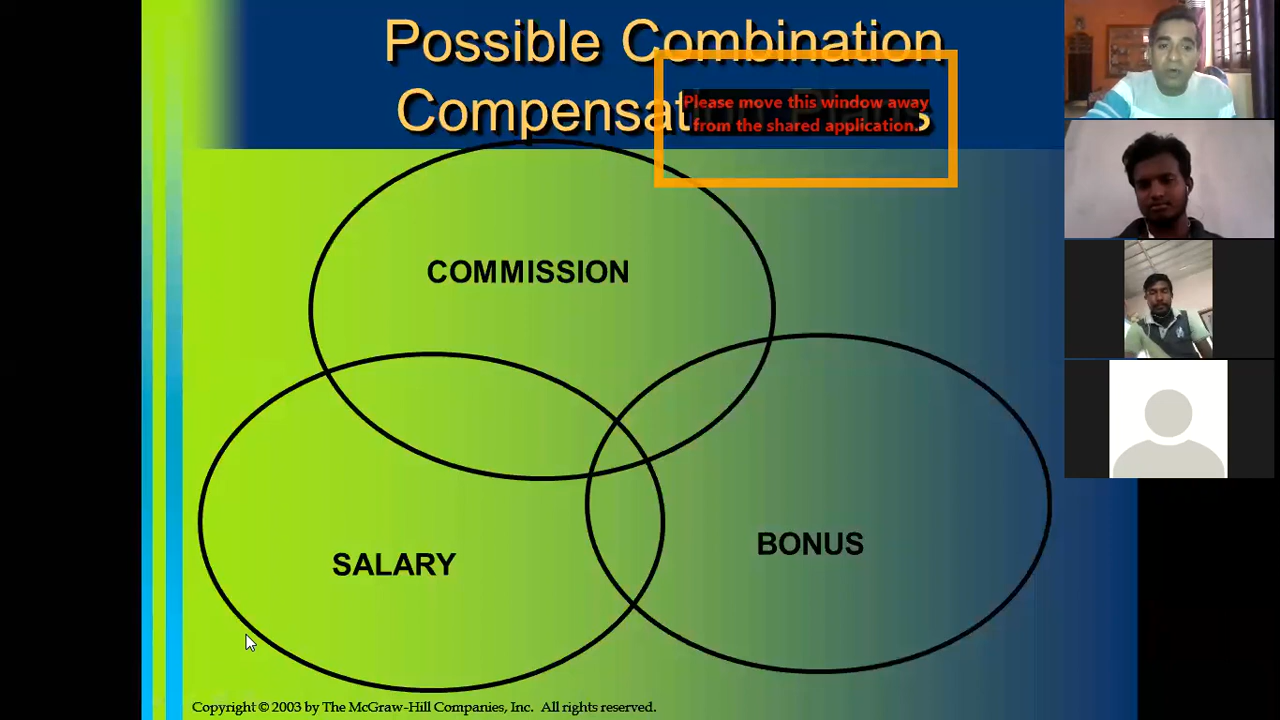 Possible Combination
Compensat s
Please move this window away
from the shared application.
COMMISSION
SALARY
BONUS
Copyright © 2003 by The McGraw-Hill Companies, Inc. All rights reserved.